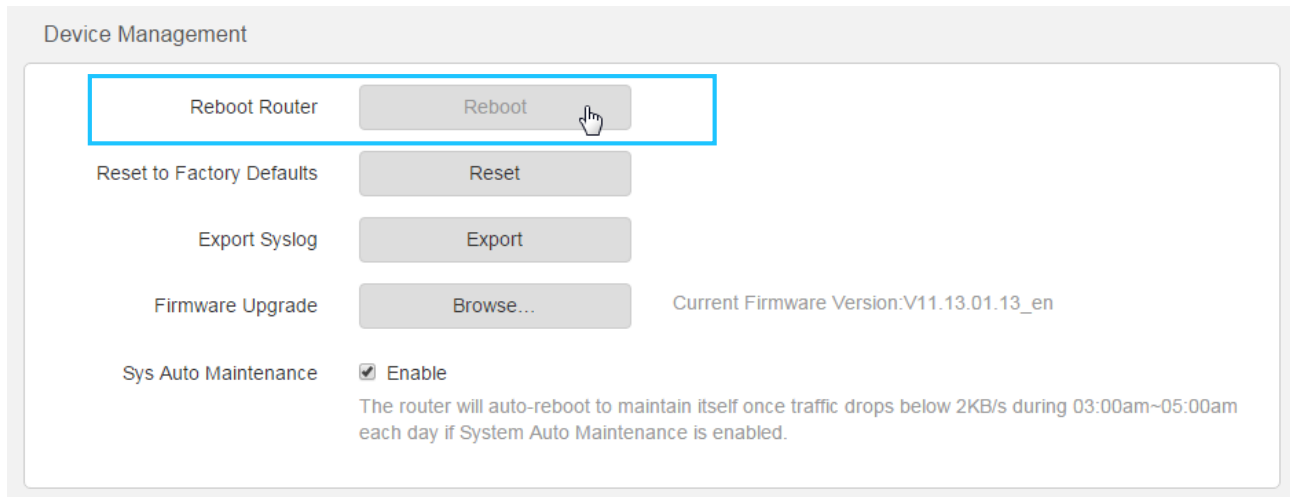 Device Management
Reboot Router Reboot
Reset to Factory Defaults Reset
Export Syslog Export
Firmware Upgrade Browse... Current Firmware Version:V11.13.01.13_en
Sys Auto Maintenance Enable
The router will auto-reboot to maintain itself once traffic drops below 2KB/s during 03:00am~05:00am
each day if System Auto Maintenance is enabled.